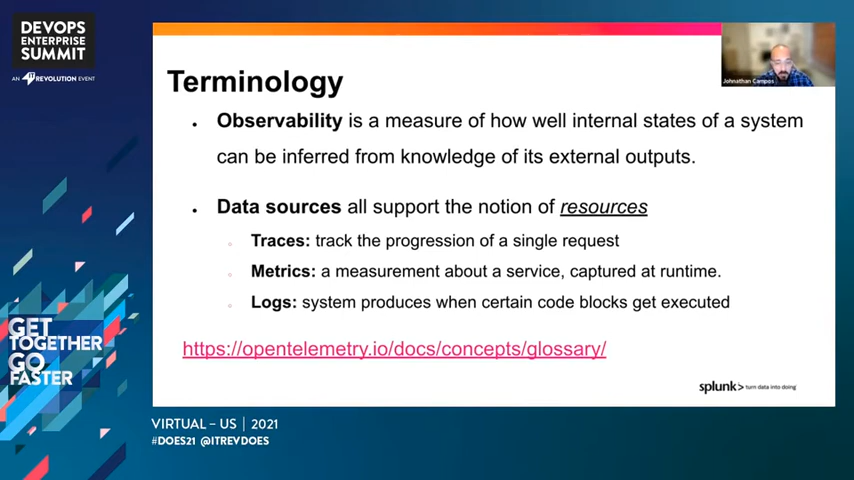 DEVOPS
ENTERPRISE
SUMMIT
AN IT REVOLUTION EVENT
Johnathan Campos
Terminology
• Observability is a measure of how well internal states of a system
can be inferred from knowledge of its external outputs.
• Data sources all support the notion of resources
Traces: track the progression of a single request
Metrics: a measurement about a service, captured at runtime.
Logs: system produces when certain code blocks get executed
https://opentelemetry.io/docs/concepts/glossary/
splunk> turn data into doing
GET
TOGETHER
GO
FASTER
VIRTUAL – US | 2021
#DOES21 @ITREVDOES